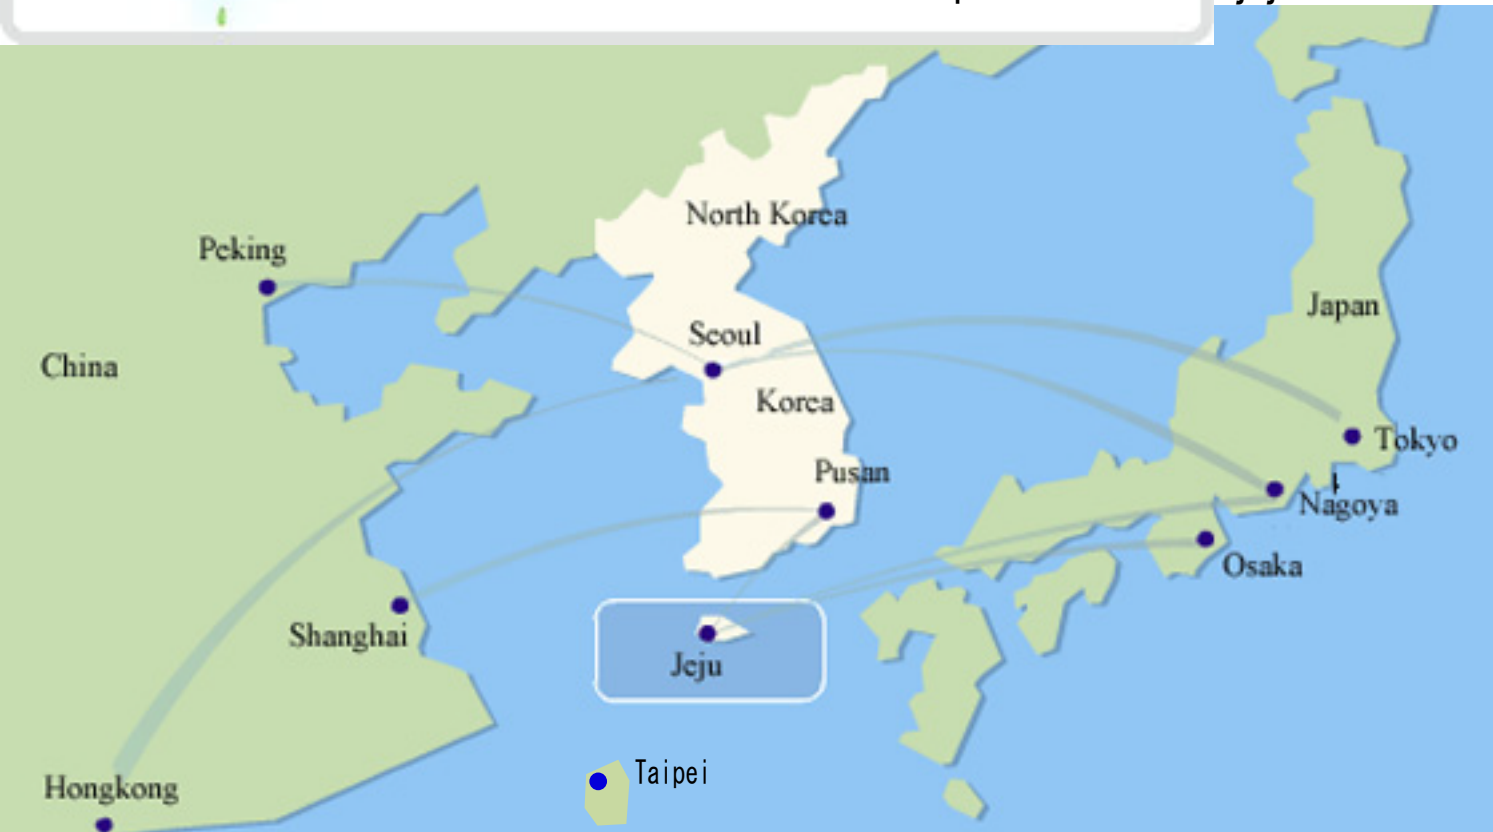 North Korea
Peking
Japan
Seoul
China
Korea
Tokyo
Pusan
Nagoya
Osaka
Shanghai
Jeju
Taipei
Hongkong